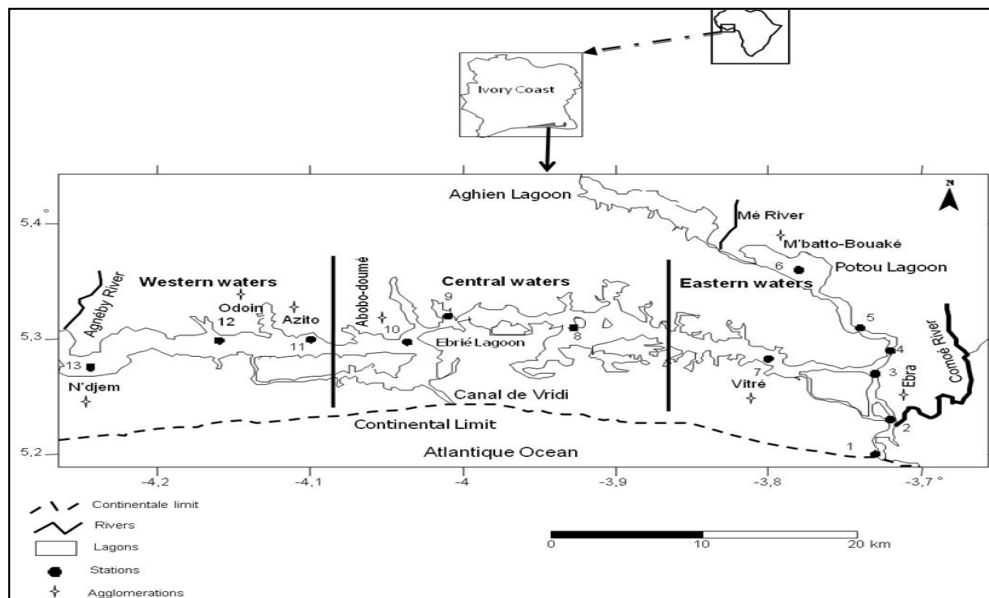 Ivory Coast
N
Aghien Lagoon
Mé River
5,4
°
M'batto-Bouaké
6
Potou Lagoon
Agnéby River
Western waters
Abobo-doumé
Central waters
Eastern waters
Odoin
12
Azito
9
10
5
5,3
11
Ebrié Lagoon
8
4
13
7
3
Ebra
Comoé River
N'djem
Canal de Vridi
Vitré
2
Continental Limit
1
5,2
Atlantique Ocean
-4,2
-4,1
-4
-3,9
-3,8
-3,7
°
Continentale limit
Rivers
Lagons
Stations
Agglomerations
0 10 20 km